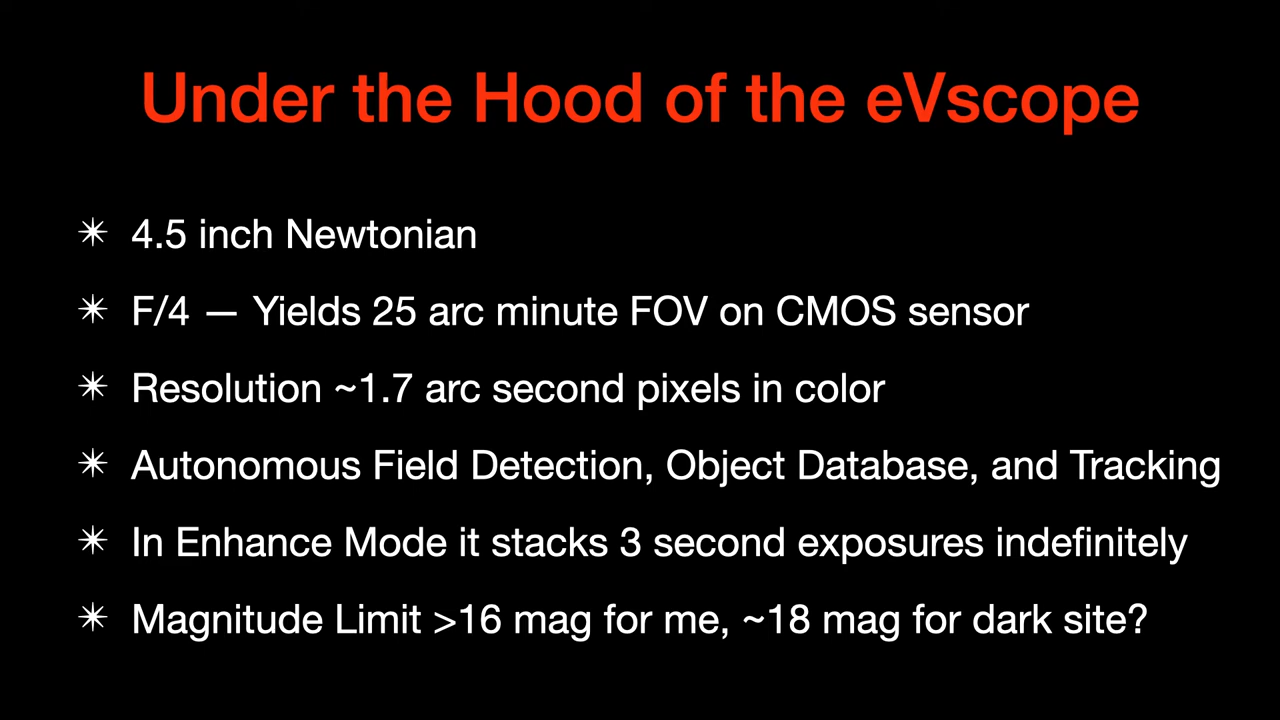 Under the Hood of the eVscope
✴ 4.5 inch Newtonian
✴ F/4 — Yields 25 arc minute FOV on CMOS sensor
✴ Resolution ~1.7 arc second pixels in color
✴ Autonomous Field Detection, Object Database, and Tracking
✴ In Enhance Mode it stacks 3 second exposures indefinitely
✴ Magnitude Limit >16 mag for me, ~18 mag for dark site?